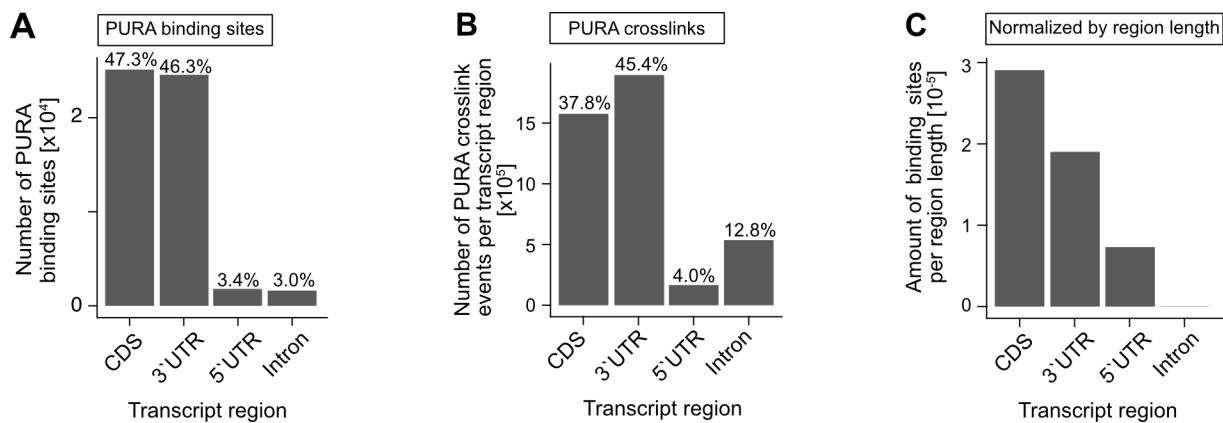 A
PURA binding sites
Number of PURA
binding sites [x10⁴]
2
0
47.3%
46.3%
3.4%
3.0%
CDS
3`UTR
5`UTR
Intron
Transcript region
B
PURA crosslinks
Number of PURA crosslink
events per transcript region
[x10⁵]
15
5
0
37.8%
45.4%
4.0%
12.8%
CDS
3`UTR
5`UTR
Intron
Transcript region
C
Normalized by region length
Amount of binding sites
per region length [10⁻⁵]
3
2
1
0
CDS
3`UTR
5`UTR
Intron
Transcript region